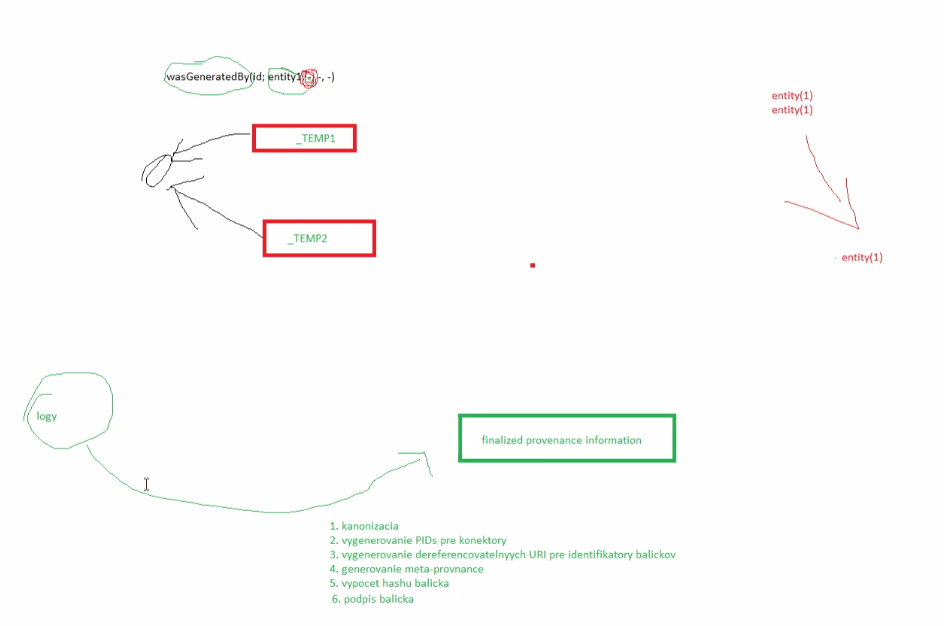 wasGeneratedBy(id; entity1, -, -, -)
entity(1)
entity(1)
_TEMP1
_TEMP2
entity(1)
logy
finalized provenance information
1. kanonizacia
2. vygenerovanie PIDs pre konektory
3. vygenerovanie dereferencovatelnyych URI pre identifikatory balickov
4. generovanie meta-provnance
5. vypocet hashu balicka
6. podpis balicka